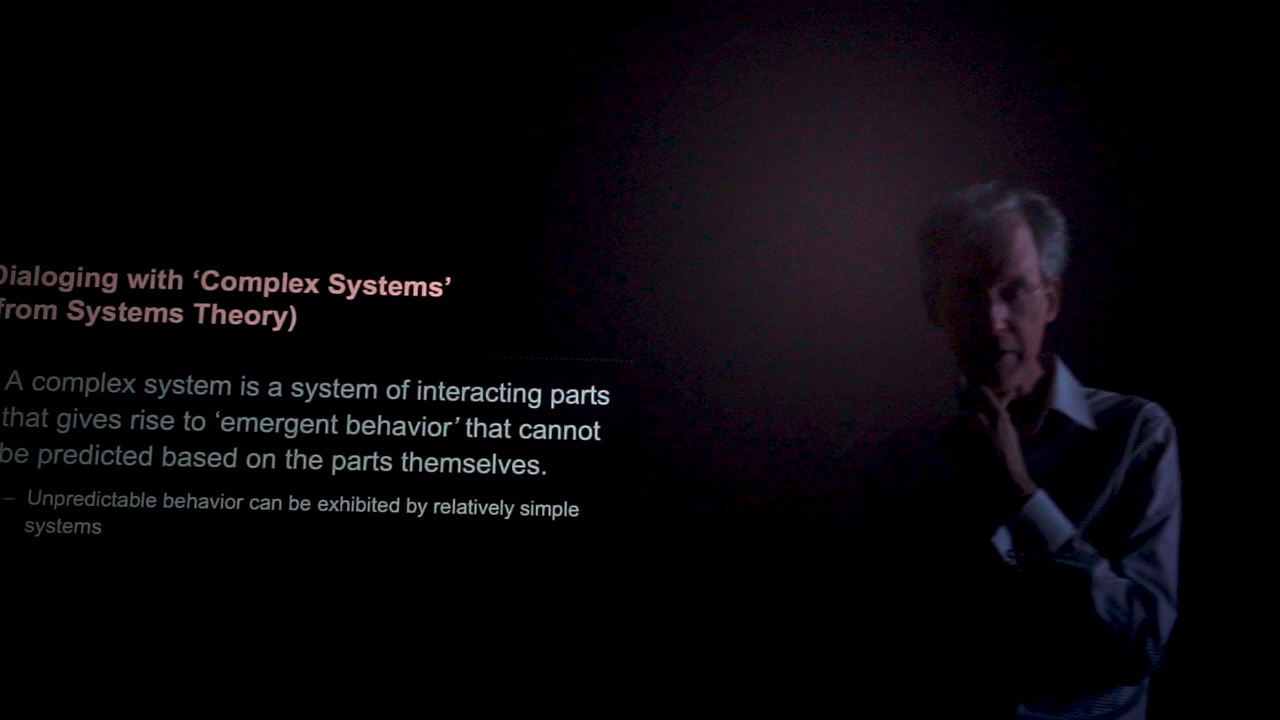 Dialoging with ‘Complex Systems’
from Systems Theory)
A complex system is a system of interacting parts
that gives rise to ‘emergent behavior’ that cannot
be predicted based on the parts themselves.
– Unpredictable behavior can be exhibited by relatively simple
systems